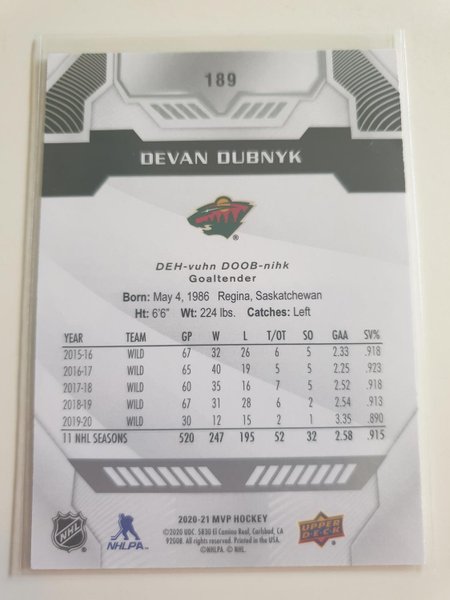 189
DEVAN DUBNYK
®
DEH-vuhn DOOB-nihk
Goaltender
Born: May 4, 1986 Regina, Saskatchewan
Ht: 6'6" Wt: 224 lbs. Catches: Left
YEAR TEAM GP W L T/OT SO GAA SV%
2015-16 WILD 67 32 26 6 5 2.33 .918
2016-17 WILD 65 40 19 5 5 2.25 .923
2017-18 WILD 60 35 16 7 5 2.52 .918
2018-19 WILD 67 31 28 6 2 2.54 .913
2019-20 WILD 30 12 15 2 1 3.35 .890
11 NHL SEASONS 520 247 195 52 32 2.58 .915
2020-21 MVP HOCKEY
©2020 UDC. 5830 El Camino Real, Carlsbad, CA
92008. All rights reserved. Printed in the USA.
©NHLPA. © NHL.
NHL
NHLPA
UPPER
DECK